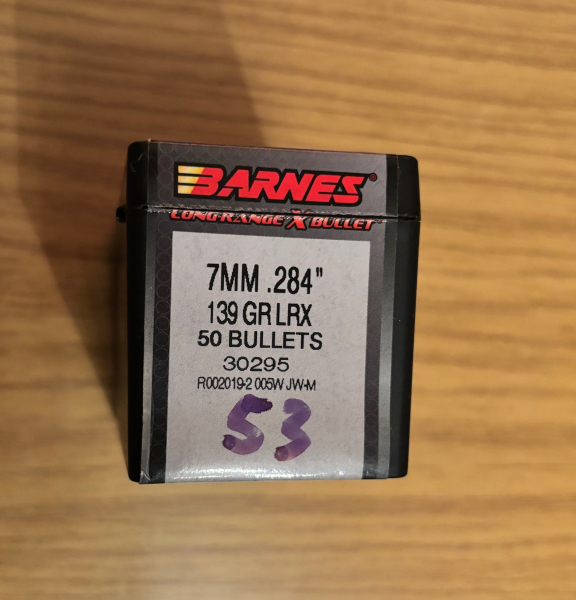 BARNES®
LONG-RANGE X BULLET
7MM .284"
139 GR LRX
50 BULLETS
30295
R002019-2 005W JW-M
53